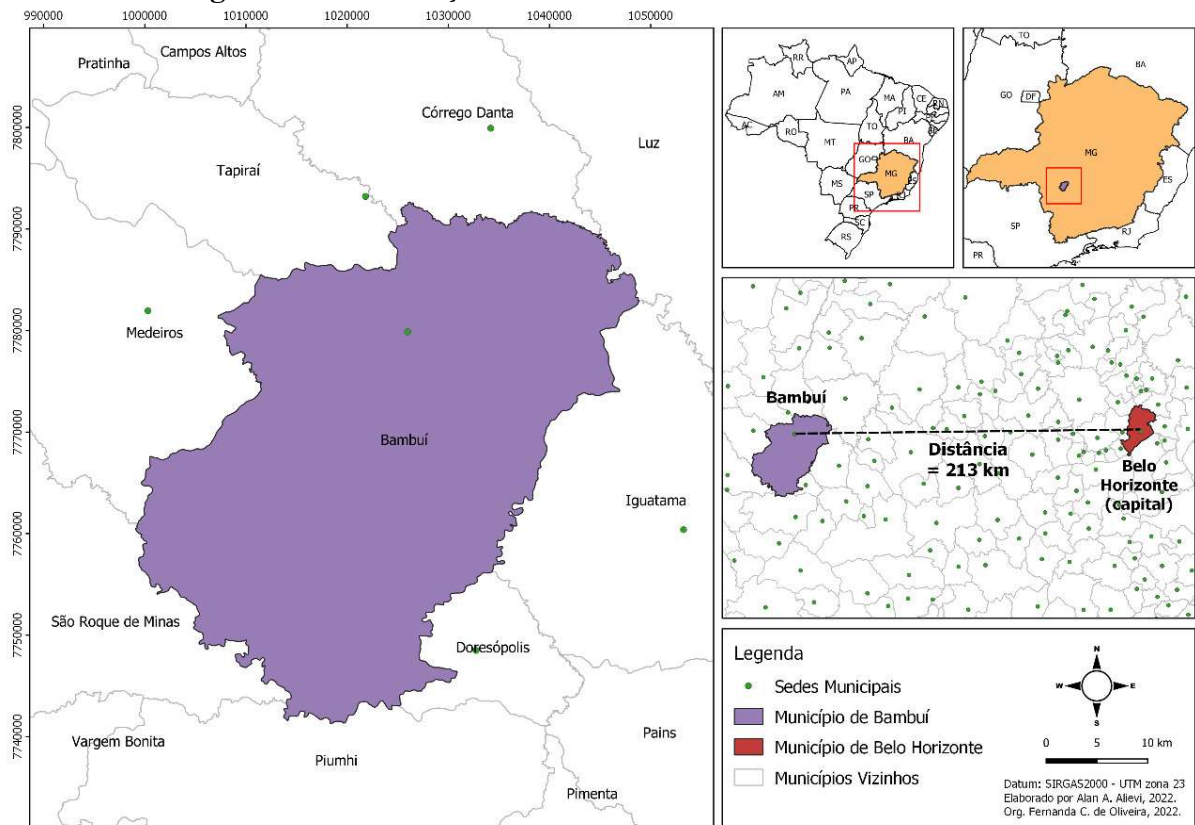 990000 1000000 1010000 1020000 1030000 1040000 1050000
7800000
7790000
7780000
7770000
7760000
7750000
7740000
Campos Altos
Pratinha
Córrego Danta
Luz
Tapiraí
Medeiros
Bambuí
Iguatama
São Roque de Minas
Doresópolis
Vargem Bonita
Piumhi
Pains
Pimenta
RR
AP
AM
PA
MA
CE
RN
PI
AC
RO
TO
MT
BA
GO
MG
ES
MS
SP
PR
SC
RS
TO
BA
GO
DF
MG
ES
SP
RJ
PR
Bambuí
Distância
= 213 km
Belo
Horizonte
(capital)
Legenda
Sedes Municipais
Município de Bambuí
Município de Belo Horizonte
Municípios Vizinhos
N
W E
S
0 5 10 km
Datum: SIRGAS2000 - UTM zona 23
Elaborado por Alan A. Alievi, 2022.
Org. Fernanda C. de Oliveira, 2022.